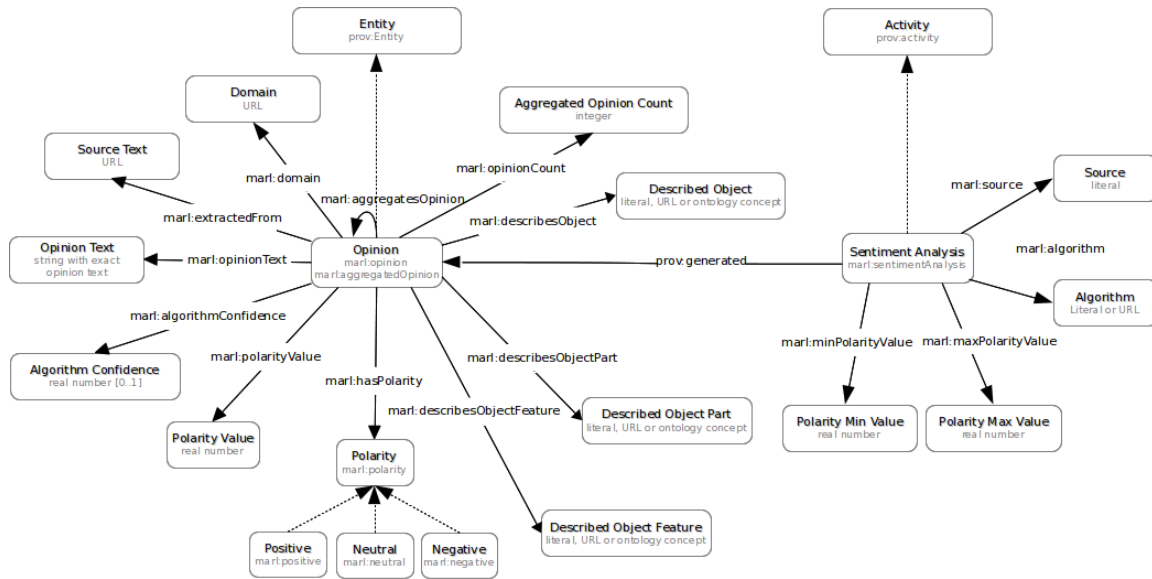 Entity
prov:Entity
Activity
prov:activity
Domain
URL
Aggregated Opinion Count
integer
Source Text
URL
marl:opinionCount
marl:domain
Source
literal
marl:source
Described Object
literal, URL or ontology concept
marl:aggregatesOpinion
marl:extractedFrom
marl:describesObject
Opinion Text
string with exact
opinion text
marl:opinionText
Opinion
marl:opinion
marl:aggregatedOpinion
prov:generated
Sentiment Analysis
marl:sentimentAnalysis
marl:algorithm
Algorithm
Literal or URL
marl:algorithmConfidence
marl:minPolarityValue
marl:maxPolarityValue
Algorithm Confidence
real number [0..1]
marl:polarityValue
marl:describesObjectPart
marl:hasPolarity
marl:describesObjectFeature
Described Object Part
literal, URL or ontology concept
Polarity Min Value
real number
Polarity Max Value
real number
Polarity Value
real number
Polarity
marl:polarity
Described Object Feature
literal, URL or ontology concept
Positive
marl:positive
Neutral
marl:neutral
Negative
marl:negative